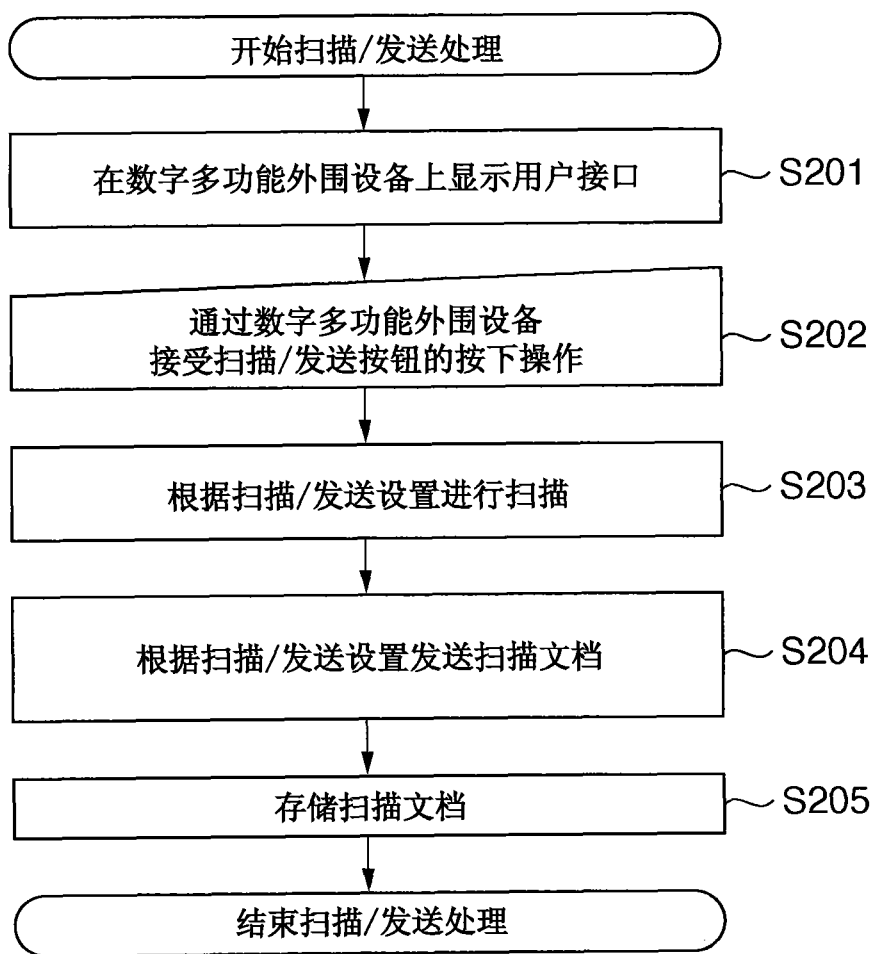 开始扫描/发送处理
在数字多功能外围设备上显示用户接口
S201
通过数字多功能外围设备
接受扫描/发送按钮的按下操作
S202
根据扫描/发送设置进行扫描
S203
根据扫描/发送设置发送扫描文档
S204
存储扫描文档
S205
结束扫描/发送处理